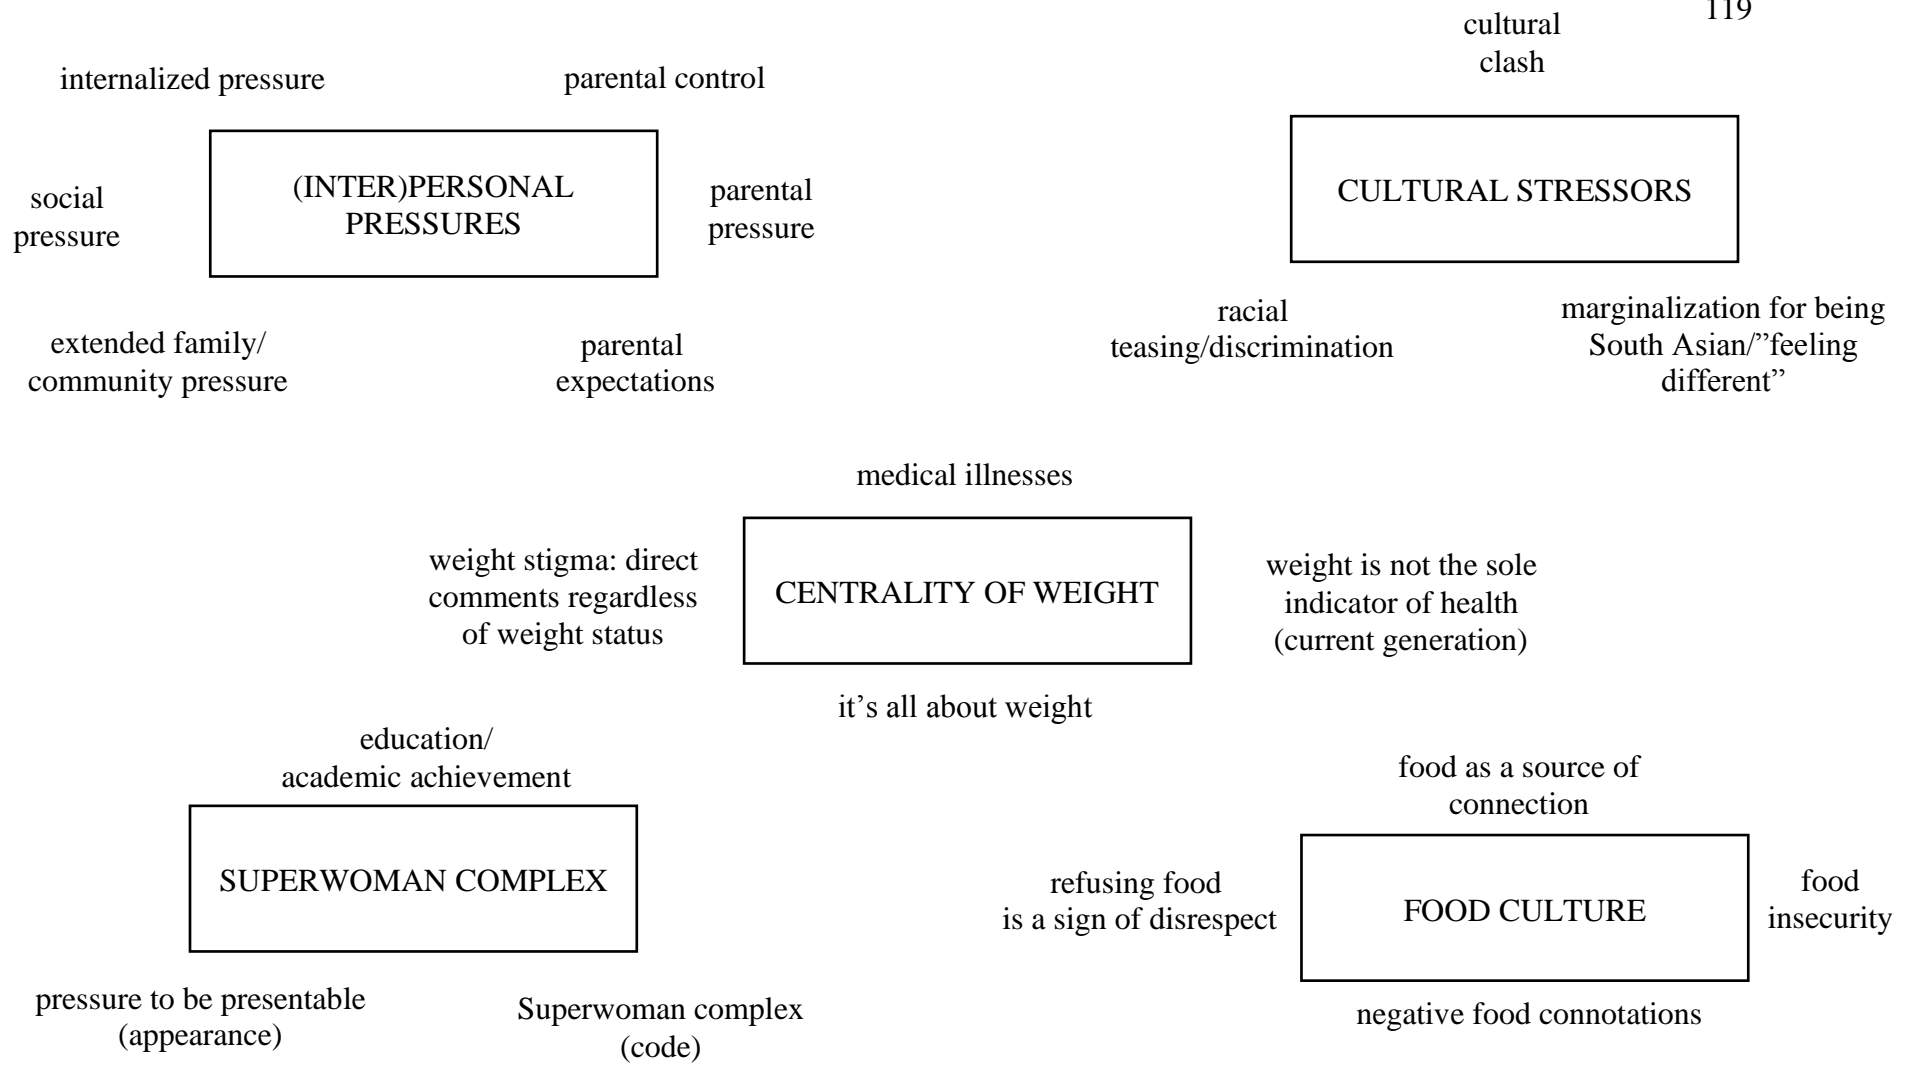 119
internalized pressure
parental control
(INTER)PERSONAL
PRESSURES
social
pressure
parental
pressure
extended family/
community pressure
parental
expectations
cultural
clash
CULTURAL STRESSORS
racial
teasing/discrimination
marginalization for being
South Asian/”feeling
different”
medical illnesses
weight stigma: direct
comments regardless
of weight status
CENTRALITY OF WEIGHT
weight is not the sole
indicator of health
(current generation)
it’s all about weight
education/
academic achievement
SUPERWOMAN COMPLEX
pressure to be presentable
(appearance)
Superwoman complex
(code)
food as a source of
connection
refusing food
is a sign of disrespect
FOOD CULTURE
food
insecurity
negative food connotations